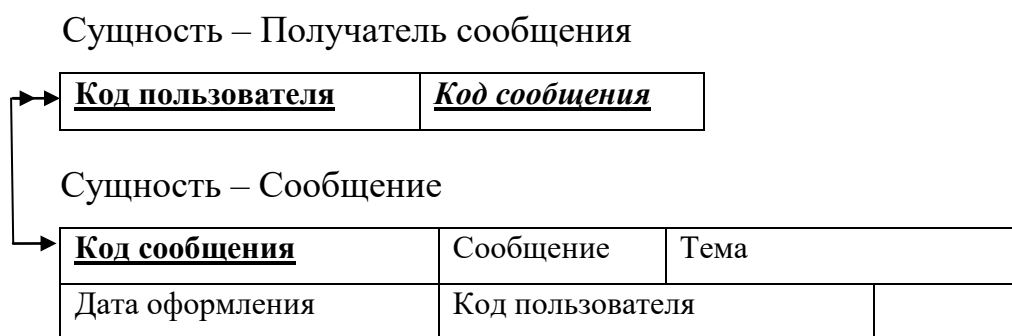 Сущность – Получатель сообщения
Код пользователя Код сообщения
Сущность – Сообщение
Код сообщения Сообщение Тема
Дата оформления Код пользователя